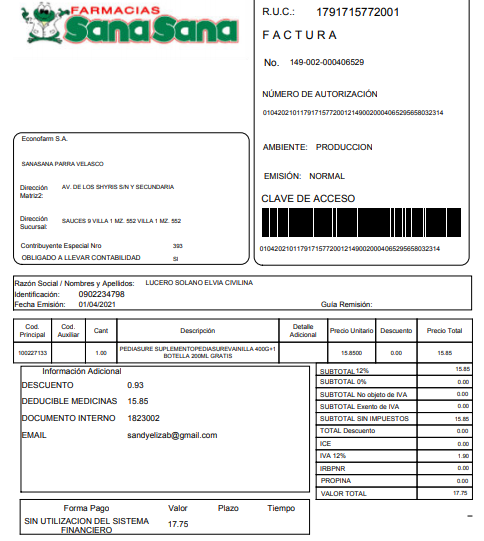 FARMACIAS
SanaSana
R.U.C.: 1791715772001
FACTURA
No. 149-002-000406529
NÚMERO DE AUTORIZACIÓN
0104202101179171577200121490020004065295658032314
AMBIENTE: PRODUCCION
EMISIÓN: NORMAL
CLAVE DE ACCESO
0104202101179171577200121490020004065295658032314
Econofarm S.A.
SANASANA PARRA VELASCO
Dirección Matriz2: AV. DE LOS SHYRIS S/N Y SECUNDARIA
Dirección Sucursal: SAUCES 9 VILLA 1 MZ. 552 VILLA 1 MZ. 552
Contribuyente Especial Nro 393
OBLIGADO A LLEVAR CONTABILIDAD SI
Razón Social / Nombres y Apellidos: LUCERO SOLANO ELVIA CIVILINA
Identificación: 0902234798
Fecha Emisión: 01/04/2021 Guía Remisión:
Cod. Principal Cod. Auxiliar Cant Descripción Detalle Adicional Precio Unitario Descuento Precio Total
100227133 1.00 PEDIASURE SUPLEMENTOPEDIASUREVAINILLA 400G+1 BOTELLA 200ML GRATIS 15.8500 0.00 15.85
Información Adicional
DESCUENTO 0.93
DEDUCIBLE MEDICINAS 15.85
DOCUMENTO INTERNO 1823002
EMAIL sandyelizab@gmail.com
SUBTOTAL 12% 15.85
SUBTOTAL 0% 0.00
SUBTOTAL No objeto de IVA 0.00
SUBTOTAL Exento de IVA 0.00
SUBTOTAL SIN IMPUESTOS 15.85
TOTAL Descuento 0.00
ICE 0.00
IVA 12% 1.90
IRBPNR 0.00
PROPINA 0.00
VALOR TOTAL 17.75
Forma Pago Valor Plazo Tiempo
SIN UTILIZACION DEL SISTEMA FINANCIERO 17.75